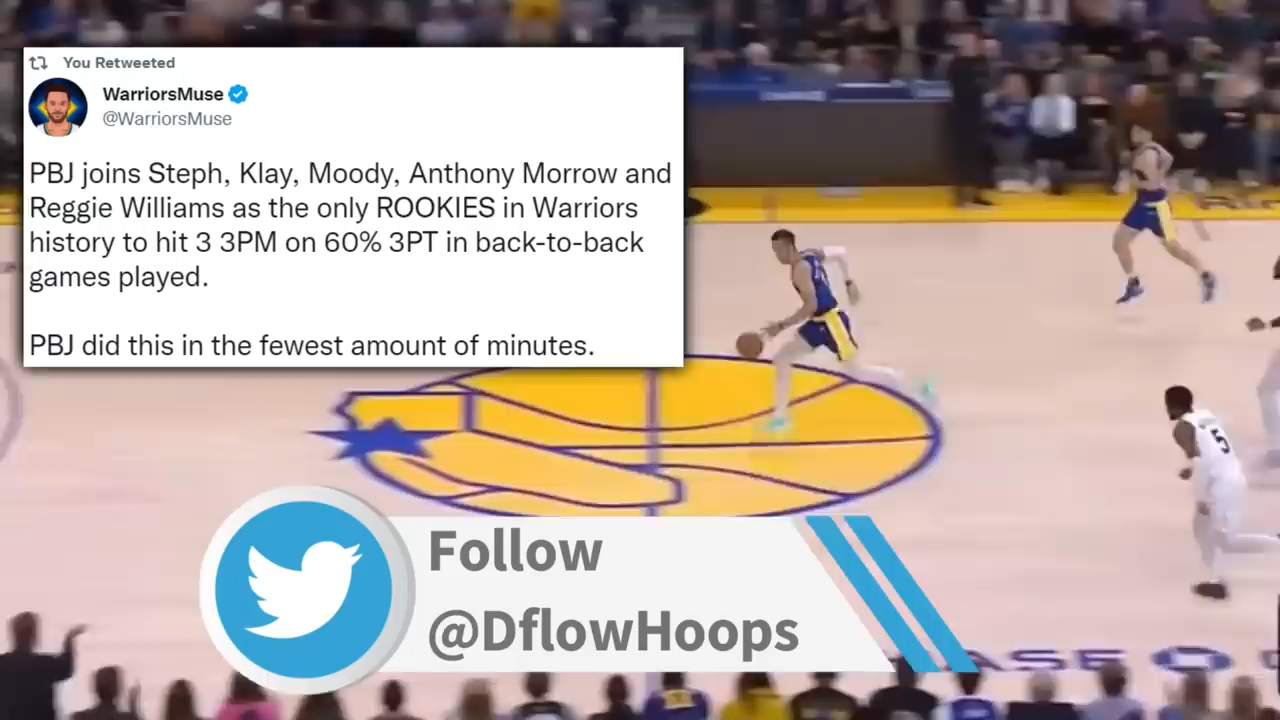 You Retweeted
WarriorsMuse
@WarriorsMuse
PBJ joins Steph, Klay, Moody, Anthony Morrow and
Reggie Williams as the only ROOKIES in Warriors
history to hit 3 3PM on 60% 3PT in back-to-back
games played.
PBJ did this in the fewest amount of minutes.
5
Follow
@DflowHoops
ASE